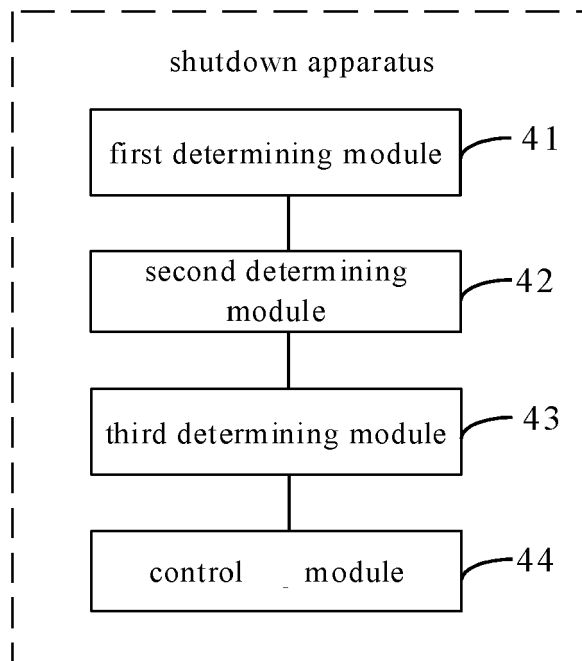 shutdown apparatus
first determining module
41
second determining
module
42
third determining module
43
control module
44